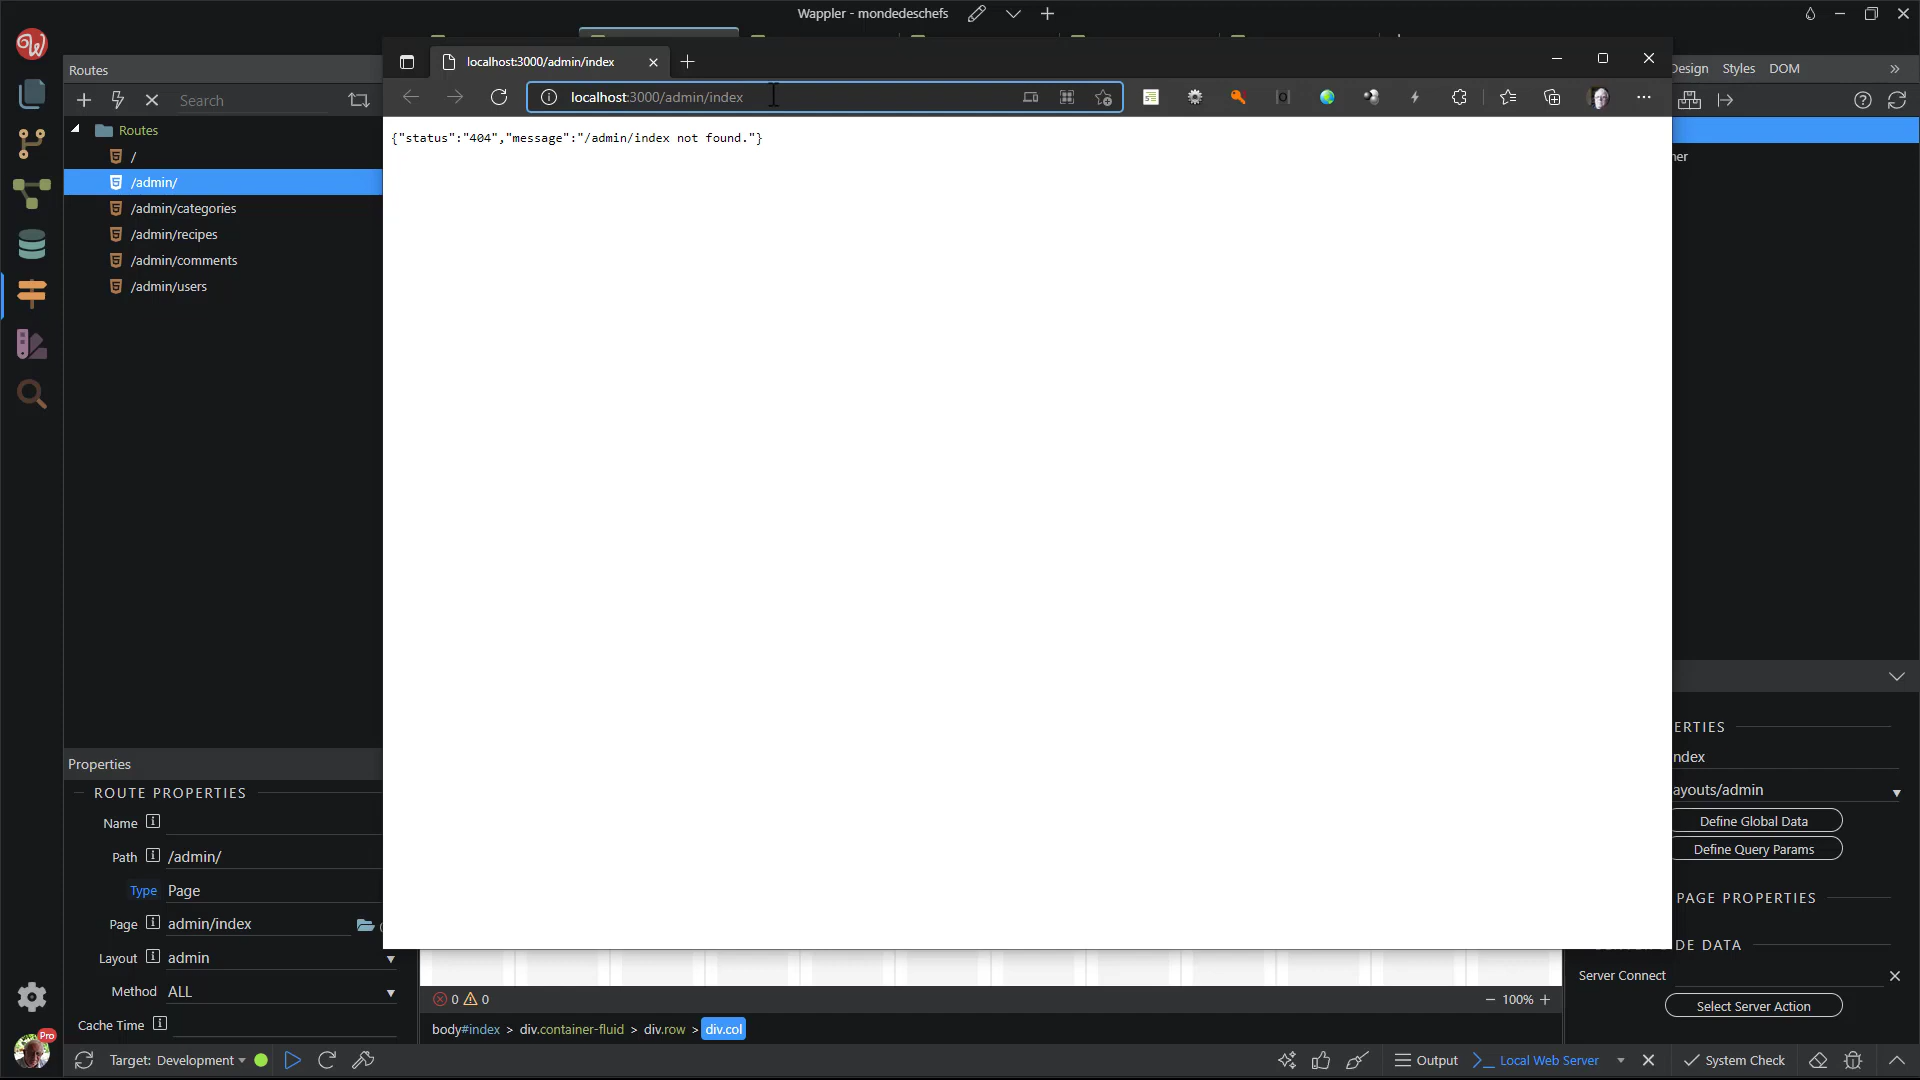 Wappler - mondedeschefs
Routes
Search
Routes
/
/admin/
/admin/categories
/admin/recipes
/admin/comments
/admin/users
localhost:3000/admin/index
localhost:3000/admin/index
{"status":"404","message":"/admin/index not found."}
Design Styles DOM
ner
Properties
ROUTE PROPERTIES
Name
Path /admin/
Type Page
Page admin/index
Layout admin
Method ALL
Cache Time
ERTIES
ndex
ayouts/admin
Define Global Data
Define Query Params
PAGE PROPERTIES
DE DATA
Server Connect
Select Server Action
0 0
100%
body#index > div.container-fluid > div.row > div.col
Pro
Target: Development
Output
Local Web Server
System Check